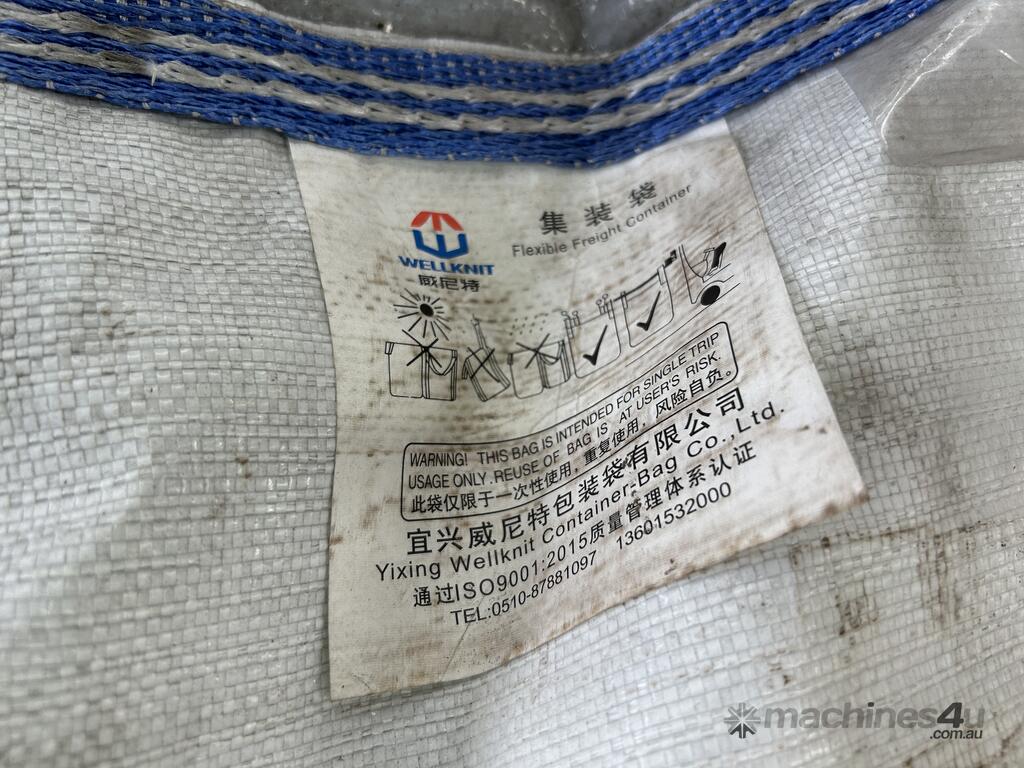 WELLKNIT
威尼特
集装袋
Flexible Freight Container
WARNING! THIS BAG IS INTENDED FOR SINGLE TRIP
USAGE ONLY.REUSE OF BAG IS AT USER'S RISK.
此袋仅限于一次性使用，重复使用，风险自负。
宜兴威尼特包装袋有限公司
Yixing Wellknit Container-Bag Co.,Ltd.
通过ISO9001:2015质量管理体系认证
TEL:0510-87881097 13601532000
machines4u
.com.au